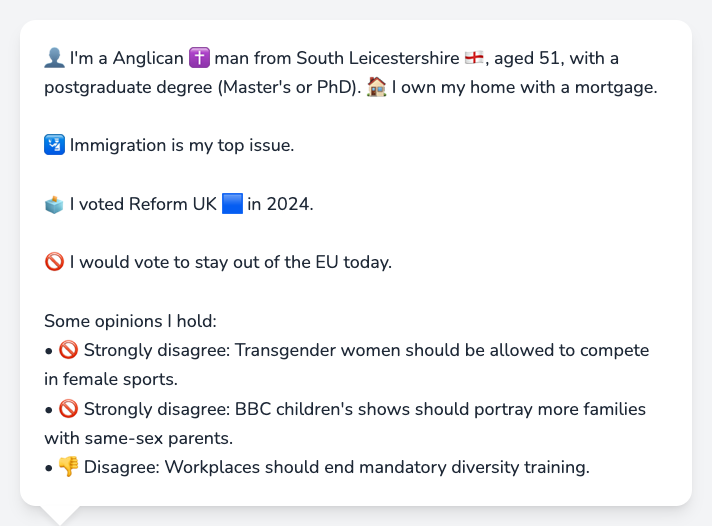 👤 I'm a Anglican ✝️ man from South Leicestershire 🏴󠁧󠁢󠁥󠁮󠁧󠁿, aged 51, with a
postgraduate degree (Master's or PhD). 🏠 I own my home with a mortgage.
🛂 Immigration is my top issue.
🗳️ I voted Reform UK 🟦 in 2024.
🚫 I would vote to stay out of the EU today.
Some opinions I hold:
• 🚫 Strongly disagree: Transgender women should be allowed to compete
in female sports.
• 🚫 Strongly disagree: BBC children's shows should portray more families
with same-sex parents.
• 👎 Disagree: Workplaces should end mandatory diversity training.